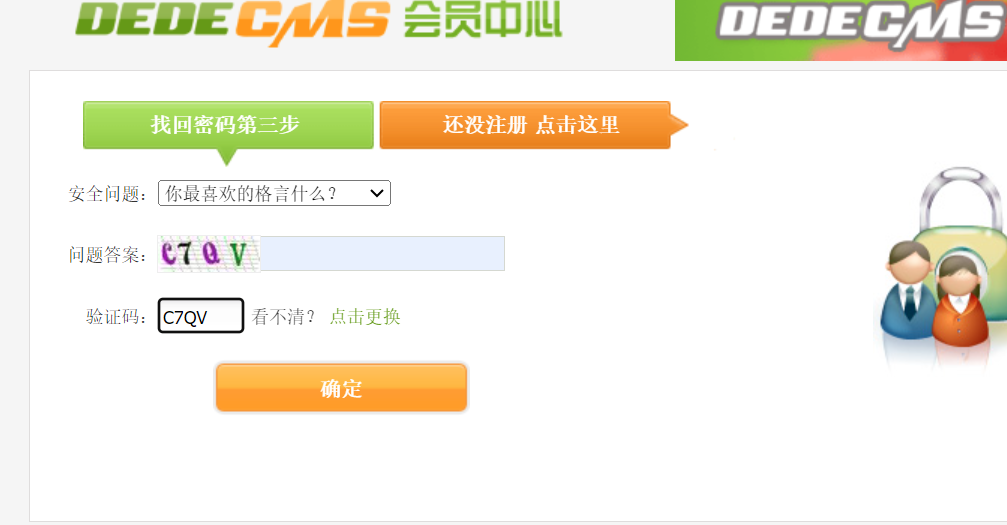 DEDECMS 会员中心
DEDECMS
找回密码第三步
还没注册 点击这里
安全问题： 你最喜欢的格言什么？
问题答案： C7QV
验证码： C7QV 看不清？ 点击更换
确定